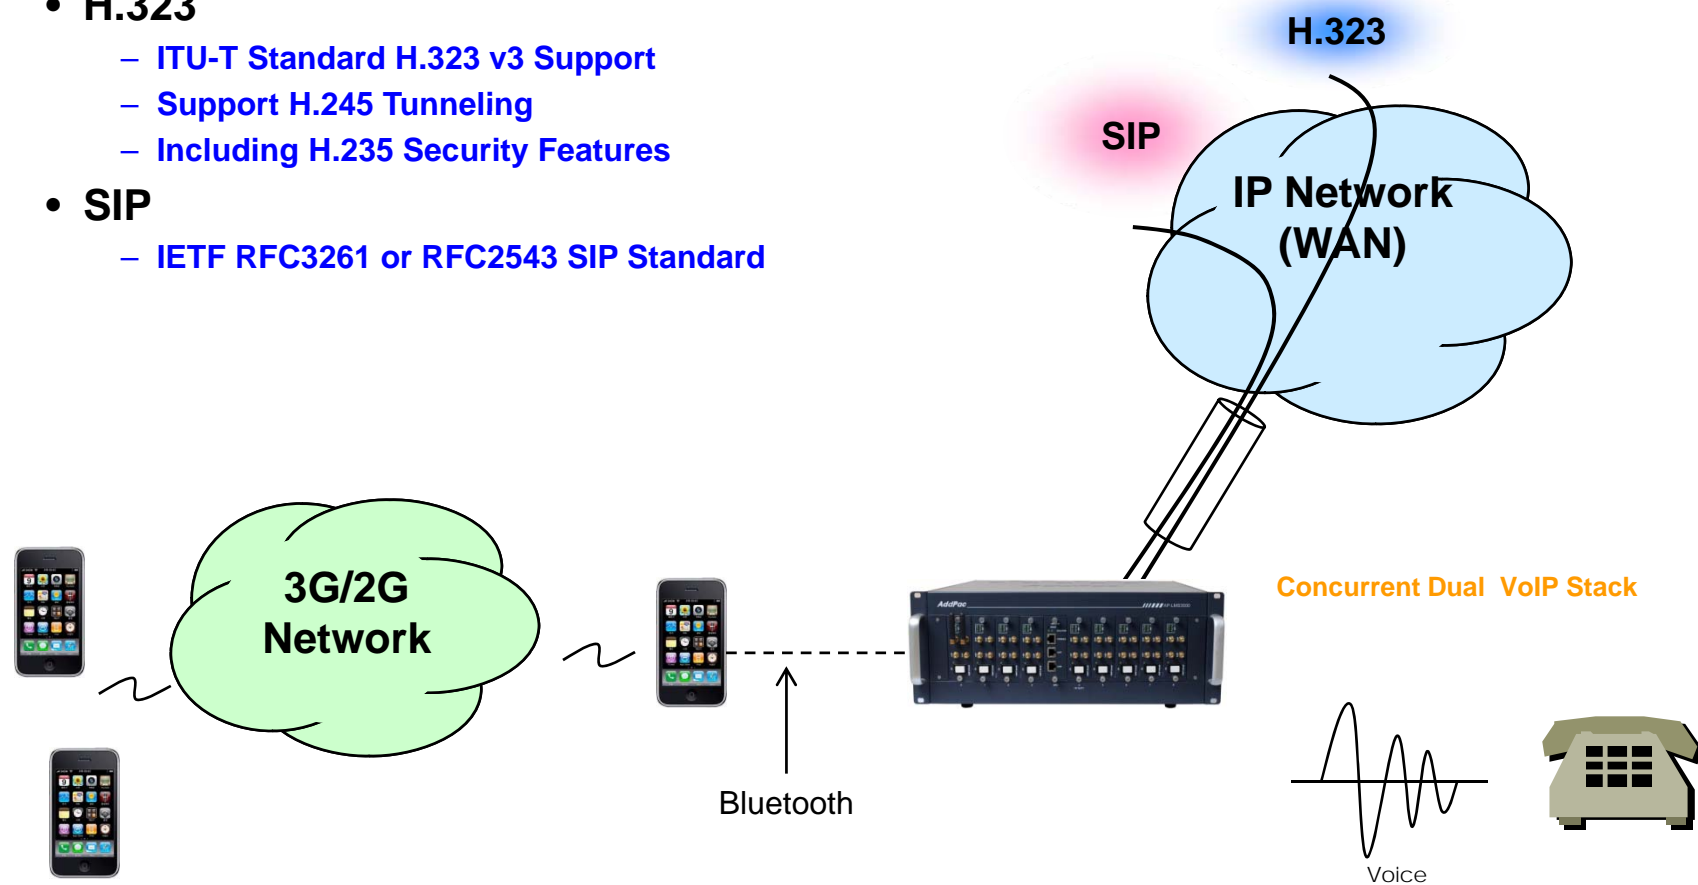 • H.323
– ITU-T Standard H.323 v3 Support
– Support H.245 Tunneling
– Including H.235 Security Features
• SIP
– IETF RFC3261 or RFC2543 SIP Standard
H.323
SIP
IP Network
(WAN)
3G/2G
Network
AddPac
Bluetooth
Concurrent Dual VoIP Stack
Voice